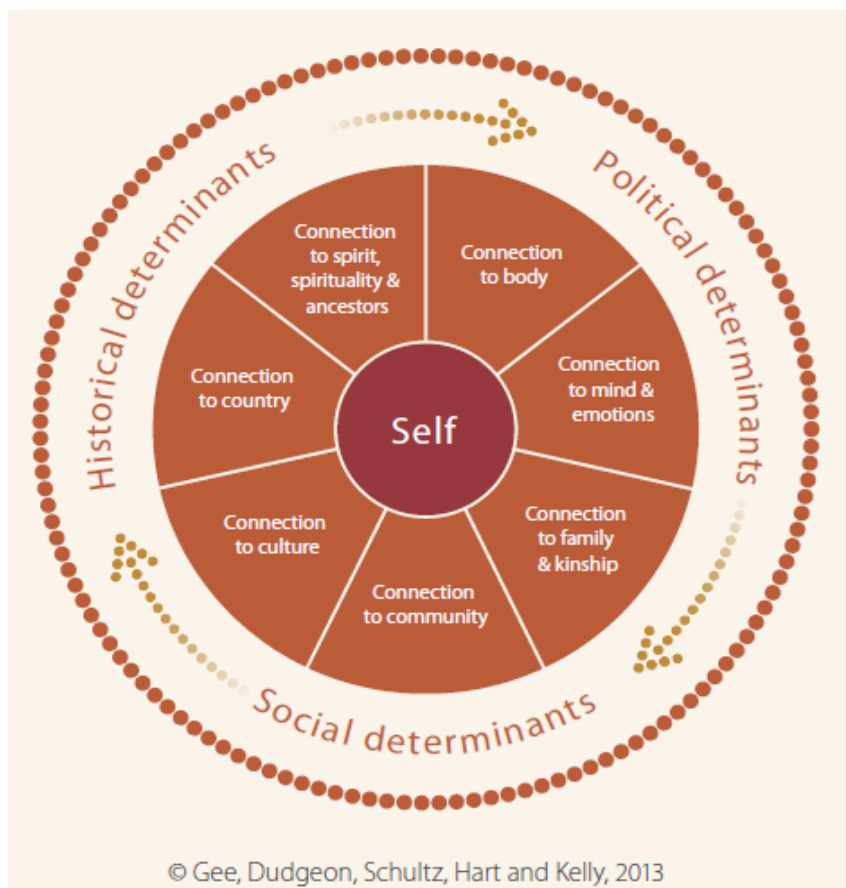 Historical determinants
Political determinants
Connection
to spirit,
spirituality &
ancestors
Connection
to body
Connection
to mind &
emotions
Connection
to family
& kinship
Connection
to community
Connection
to culture
Connection
to country
Self
Social determinants
© Gee, Dudgeon, Schultz, Hart and Kelly, 2013